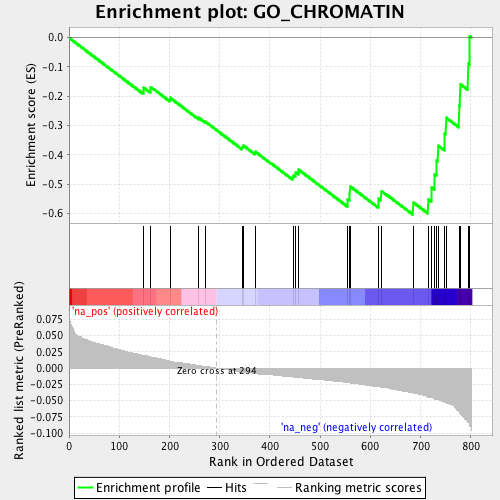 Enrichment plot: GO_CHROMATIN
Enrichment score (ES)
0.0
-0.1
-0.2
-0.3
-0.4
-0.5
-0.6
'na_pos' (positively correlated)
Ranked list metric (PreRanked)
0.075
0.050
0.025
0.000
-0.025
-0.050
-0.075
-0.100
Zero cross at 294
'na_neg' (negatively correlated)
0 100 200 300 400 500 600 700 800
Rank in Ordered Dataset
Enrichment profile Hits Ranking metric scores